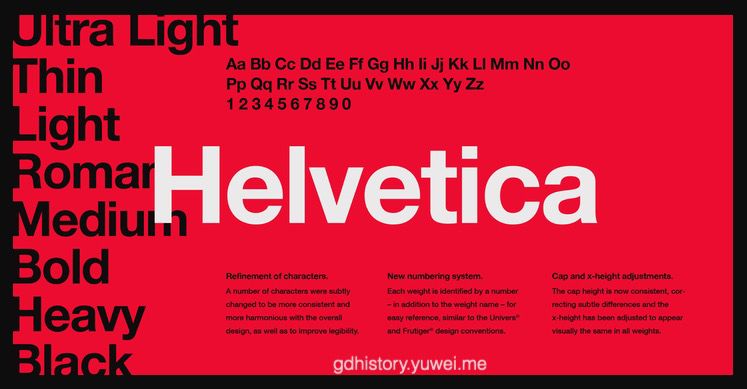 Ultra Light
Thin
Light
Roman
Medium
Bold
Heavy
Black
Aa Bb Cc Dd Ee Ff Gg Hh Ii Jj Kk Ll Mm Nn Oo
Pp Qq Rr Ss Tt Uu Vv Ww Xx Yy Zz
1 2 3 4 5 6 7 8 9 0
Helvetica
Refinement of characters.
A number of characters were subtly
changed to be more consistent and
more harmonious with the overall
design, as well as to improve legibility.
New numbering system.
Each weight is identified by a number
– in addition to the weight name – for
easy reference, similar to the Univers®
and Frutiger® design conventions.
Cap and x-height adjustments.
The cap height is now consistent, cor-
recting subtle differences and the
x-height has been adjusted to appear
visually the same in all weights.
gdhistory.yuwei.me